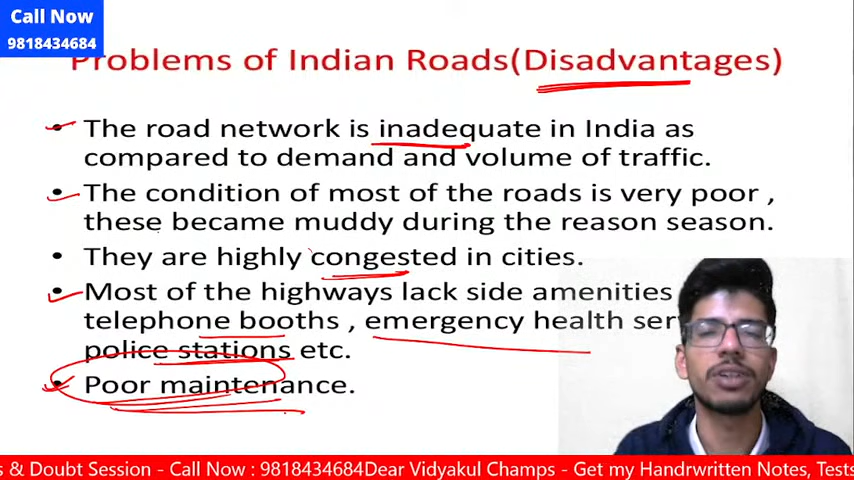 Call Now
9818434684
Problems of Indian Roads(Disadvantages)
• The road network is inadequate in India as
compared to demand and volume of traffic.
• The condition of most of the roads is very poor ,
these became muddy during the reason season.
• They are highly congested in cities.
• Most of the highways lack side amenities
telephone booths , emergency health ser
police stations etc.
• Poor maintenance.
s & Doubt Session - Call Now : 9818434684Dear Vidyakul Champs - Get my Handrwritten Notes, Tests